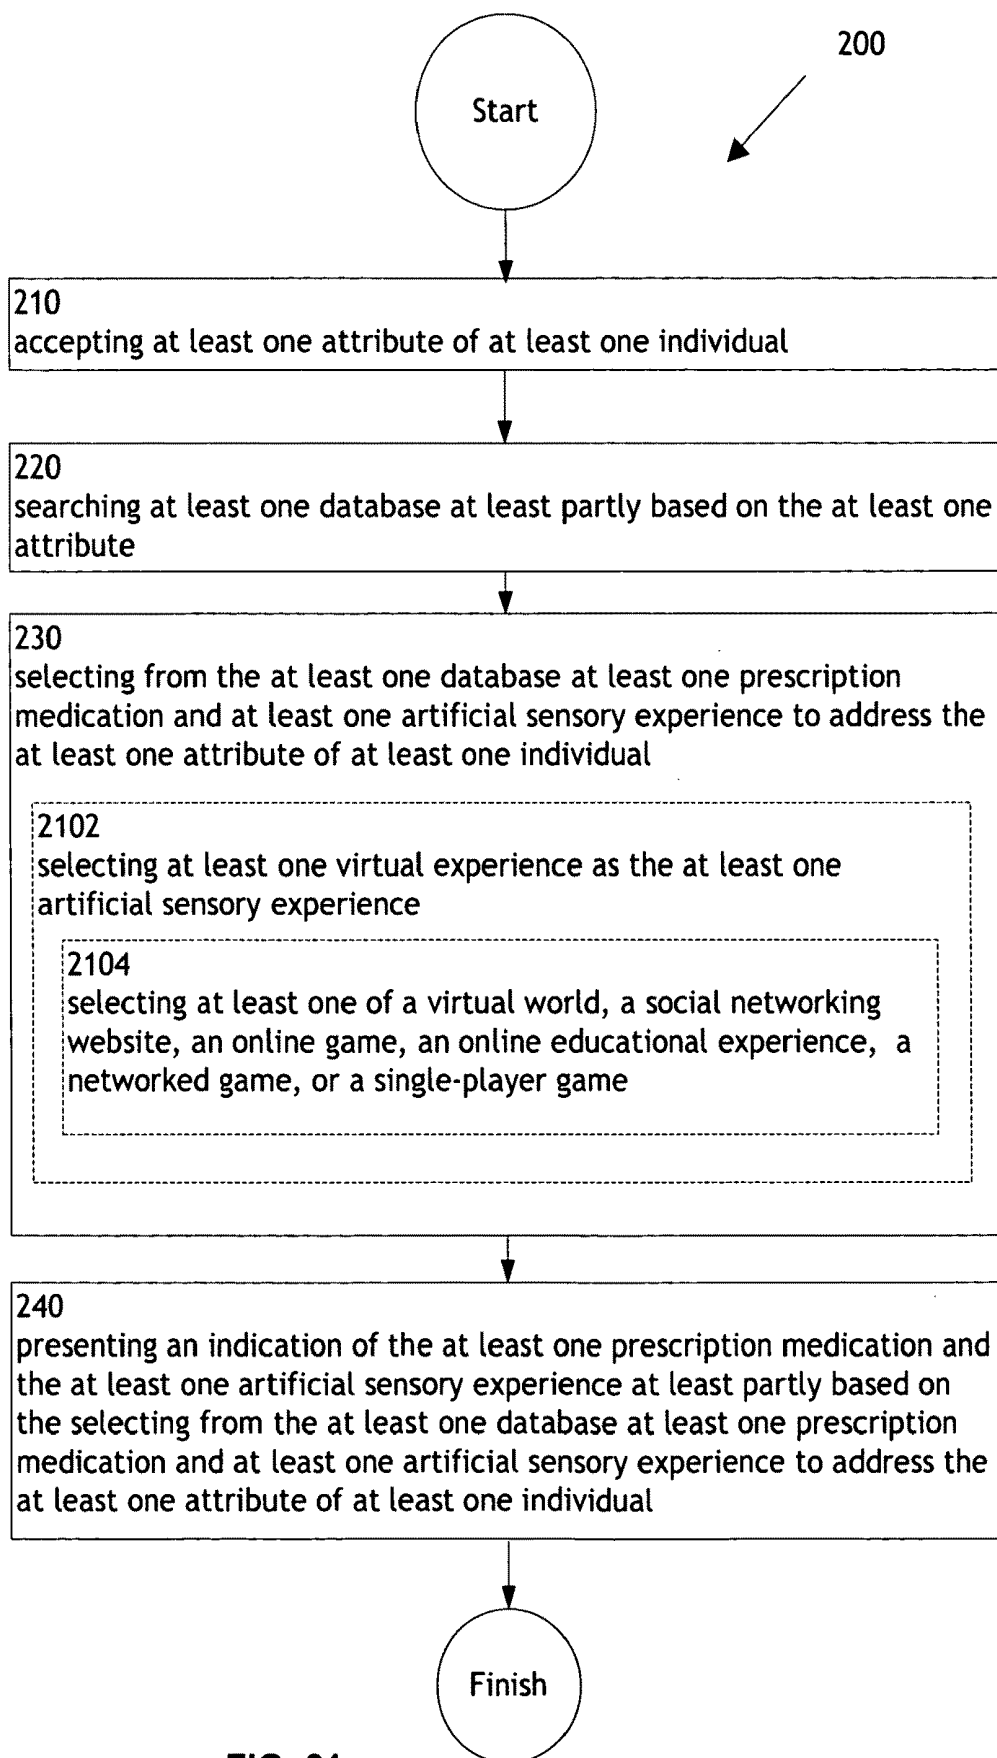 200
Start
210
accepting at least one attribute of at least one individual
220
searching at least one database at least partly based on the at least one
attribute
230
selecting from the at least one database at least one prescription
medication and at least one artificial sensory experience to address the
at least one attribute of at least one individual
2102
selecting at least one virtual experience as the at least one
artificial sensory experience
2104
selecting at least one of a virtual world, a social networking
website, an online game, an online educational experience, a
networked game, or a single-player game
240
presenting an indication of the at least one prescription medication and
the at least one artificial sensory experience at least partly based on
the selecting from the at least one database at least one prescription
medication and at least one artificial sensory experience to address the
at least one attribute of at least one individual
Finish